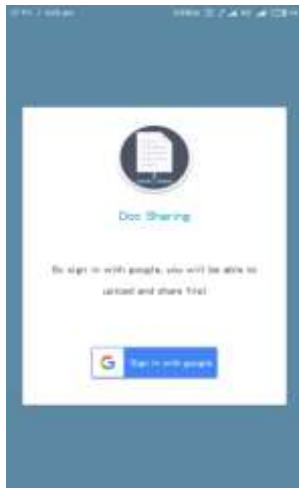 Doc Sharing
By sign in with google, you will be able to
upload and share first
Sign in with google